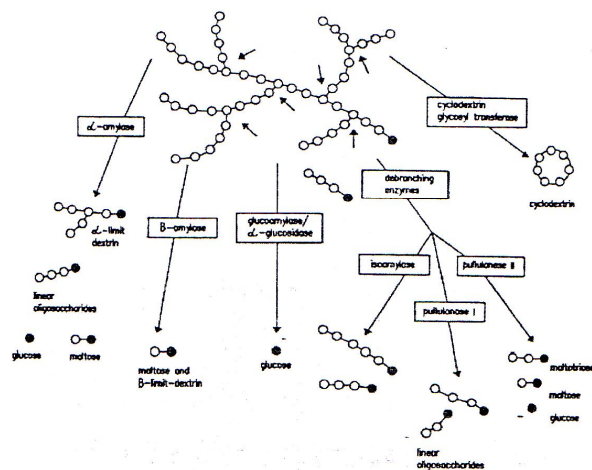 α-amylase
cyclodextrin
glycosyl transferase
cyclodextrin
debranching
enzymes
α-limit
dextrin
β-amylase
glucoamylase/
α-glucosidase
isoamylase
pullulanase II
pullulanase I
linear
oligosaccharides
glucose
maltose
maltose and
β-limit-dextrin
glucose
maltotriose
maltose
glucose
linear
oligosaccharides